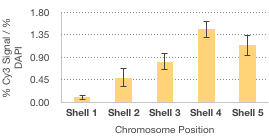 % Cy3 Signal / %
DAPI
1.80
1.35
0.90
0.45
0.00
Shell 1 Shell 2 Shell 3 Shell 4 Shell 5
Chromosome Position